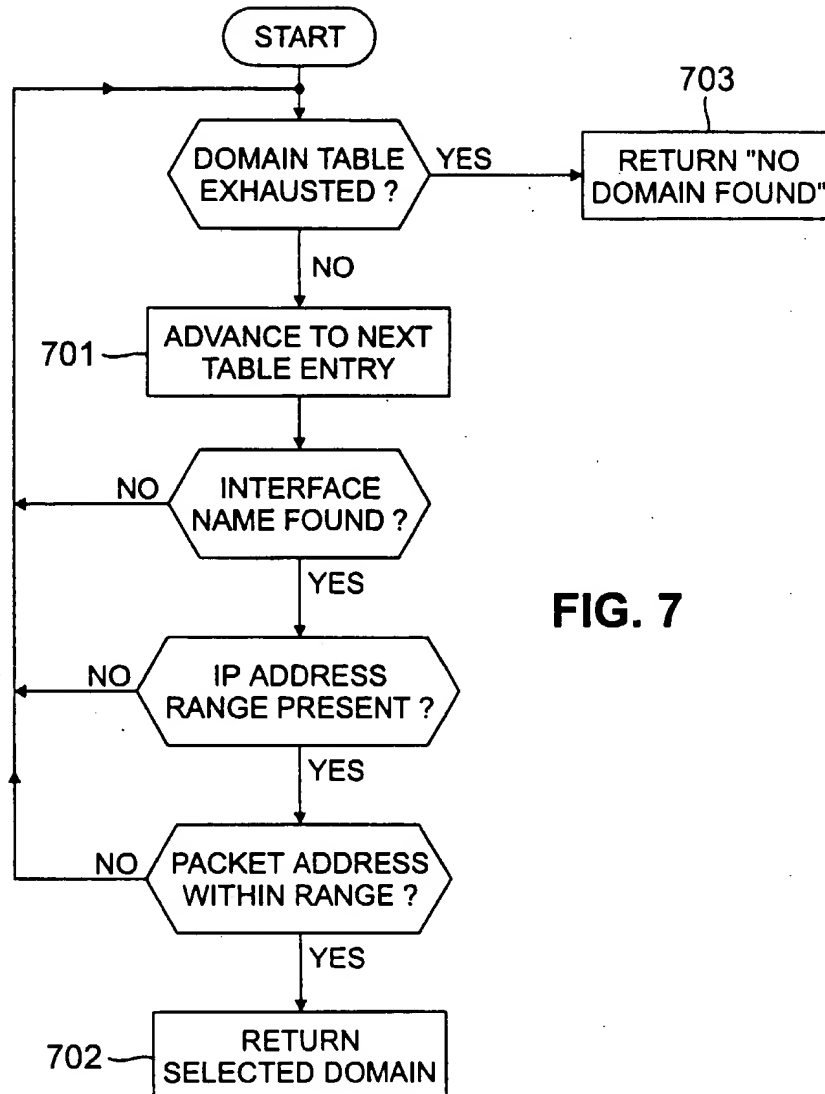 START
703
DOMAIN TABLE
EXHAUSTED ?
YES
RETURN "NO
DOMAIN FOUND"
NO
701
ADVANCE TO NEXT
TABLE ENTRY
NO
INTERFACE
NAME FOUND ?
YES
FIG. 7
NO
IP ADDRESS
RANGE PRESENT ?
YES
NO
PACKET ADDRESS
WITHIN RANGE ?
YES
702
RETURN
SELECTED DOMAIN